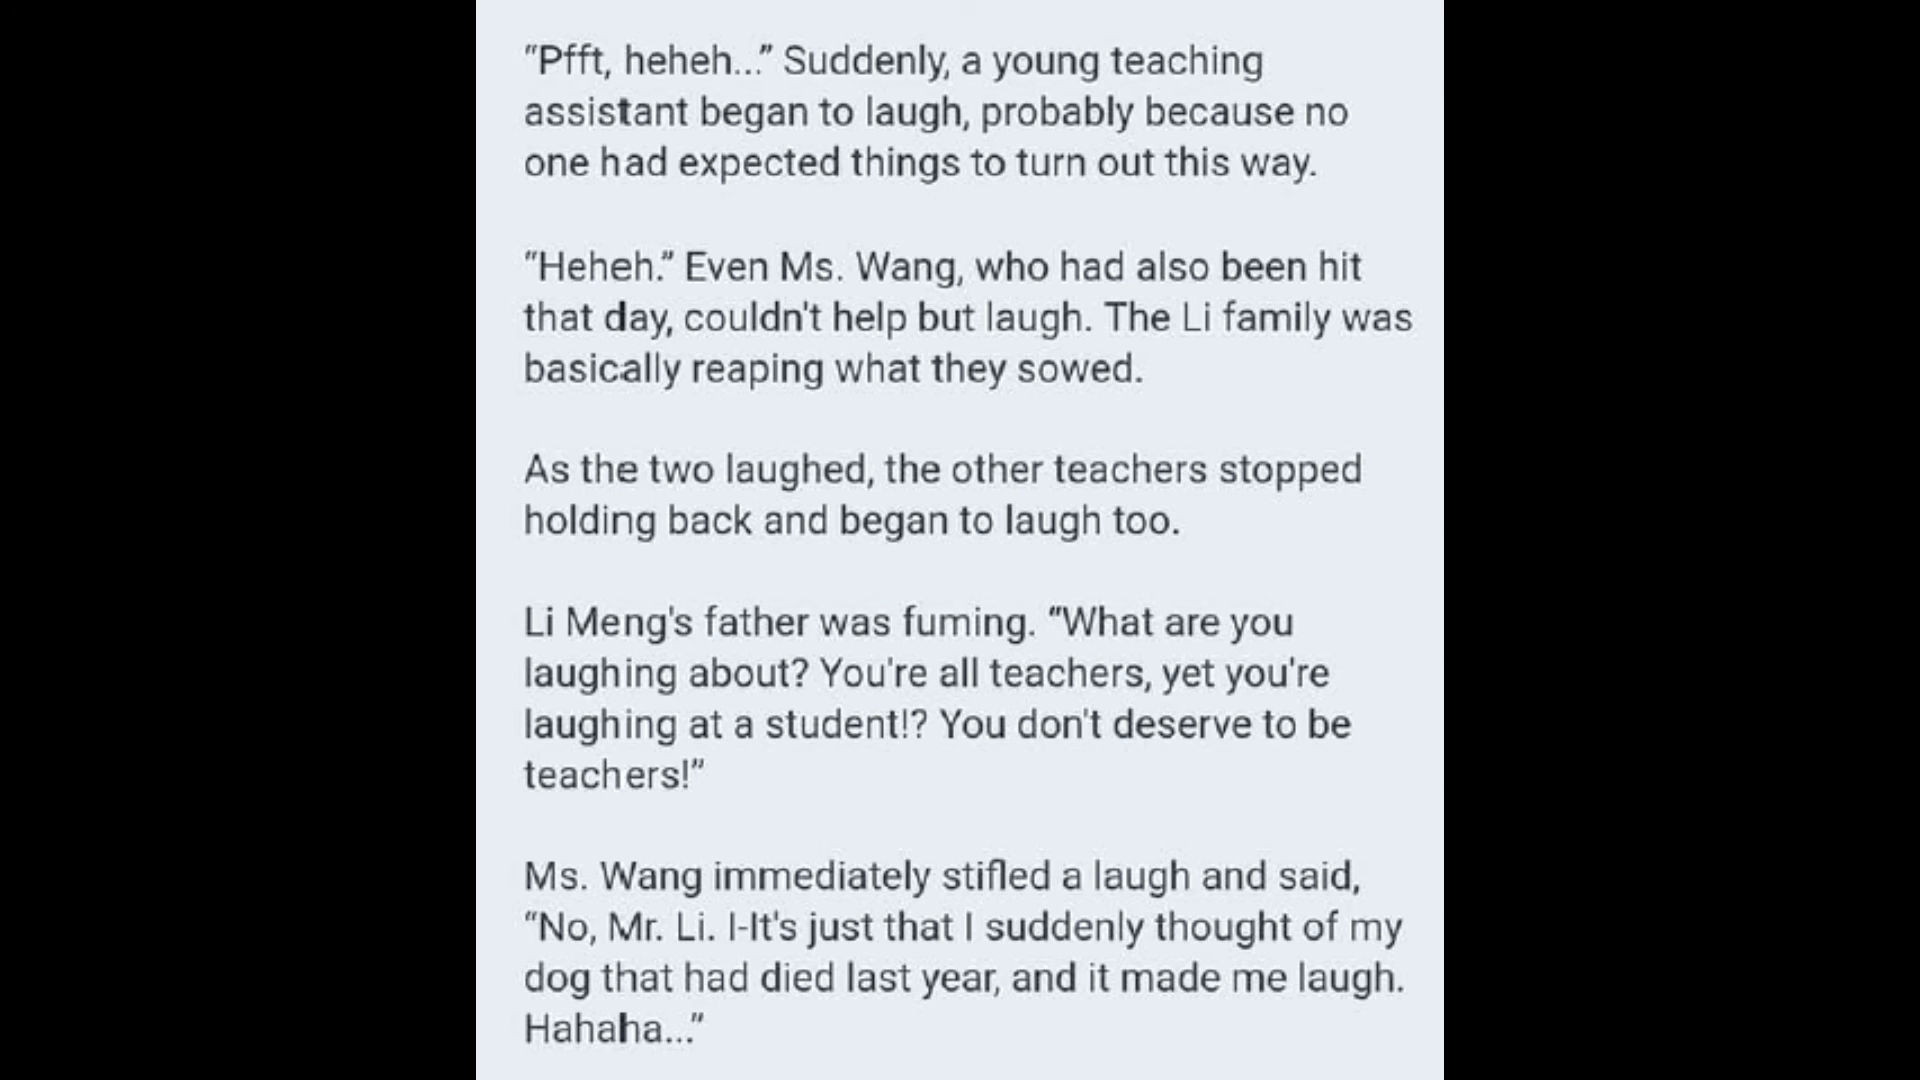 “Pfft, heheh...” Suddenly, a young teaching
assistant began to laugh, probably because no
one had expected things to turn out this way.
“Heheh.” Even Ms. Wang, who had also been hit
that day, couldn't help but laugh. The Li family was
basically reaping what they sowed.
As the two laughed, the other teachers stopped
holding back and began to laugh too.
Li Meng's father was fuming. “What are you
laughing about? You're all teachers, yet you're
laughing at a student!? You don't deserve to be
teachers!”
Ms. Wang immediately stifled a laugh and said,
“No, Mr. Li. I-It's just that I suddenly thought of my
dog that had died last year, and it made me laugh.
Hahaha...”